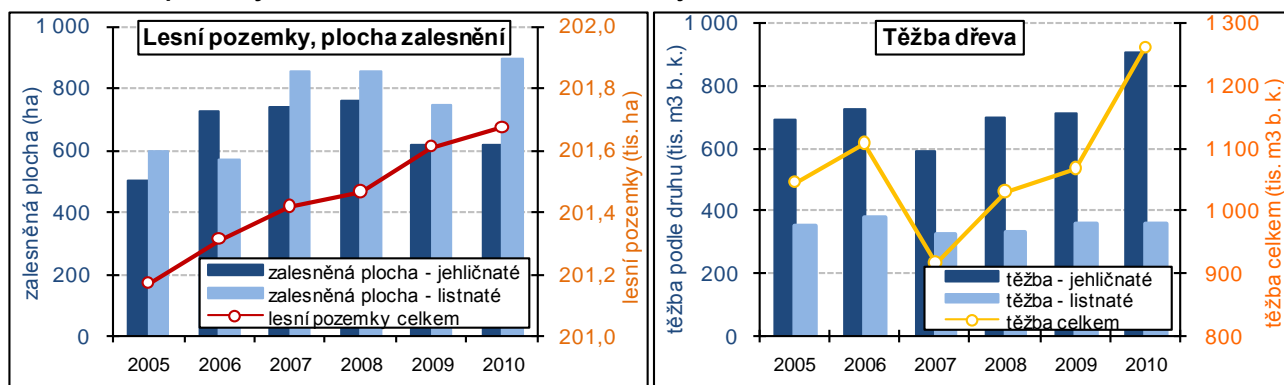 Lesní pozemky, plocha zalesnění
zalesněná plocha (ha)
1 000
800
600
400
200
0
202,0
201,8
201,6
201,4
201,2
201,0
lesní pozemky (tis. ha)
zalesněná plocha - jehličnaté
zalesněná plocha - listnaté
lesní pozemky celkem
2005 2006 2007 2008 2009 2010
Těžba dřeva
těžba podle druhu (tis. m3 b. k.)
1 000
800
600
400
200
0
1 300
1 200
1 100
1 000
900
800
těžba celkem (tis. m3 b. k.)
těžba - jehličnaté
těžba - listnaté
těžba celkem
2005 2006 2007 2008 2009 2010